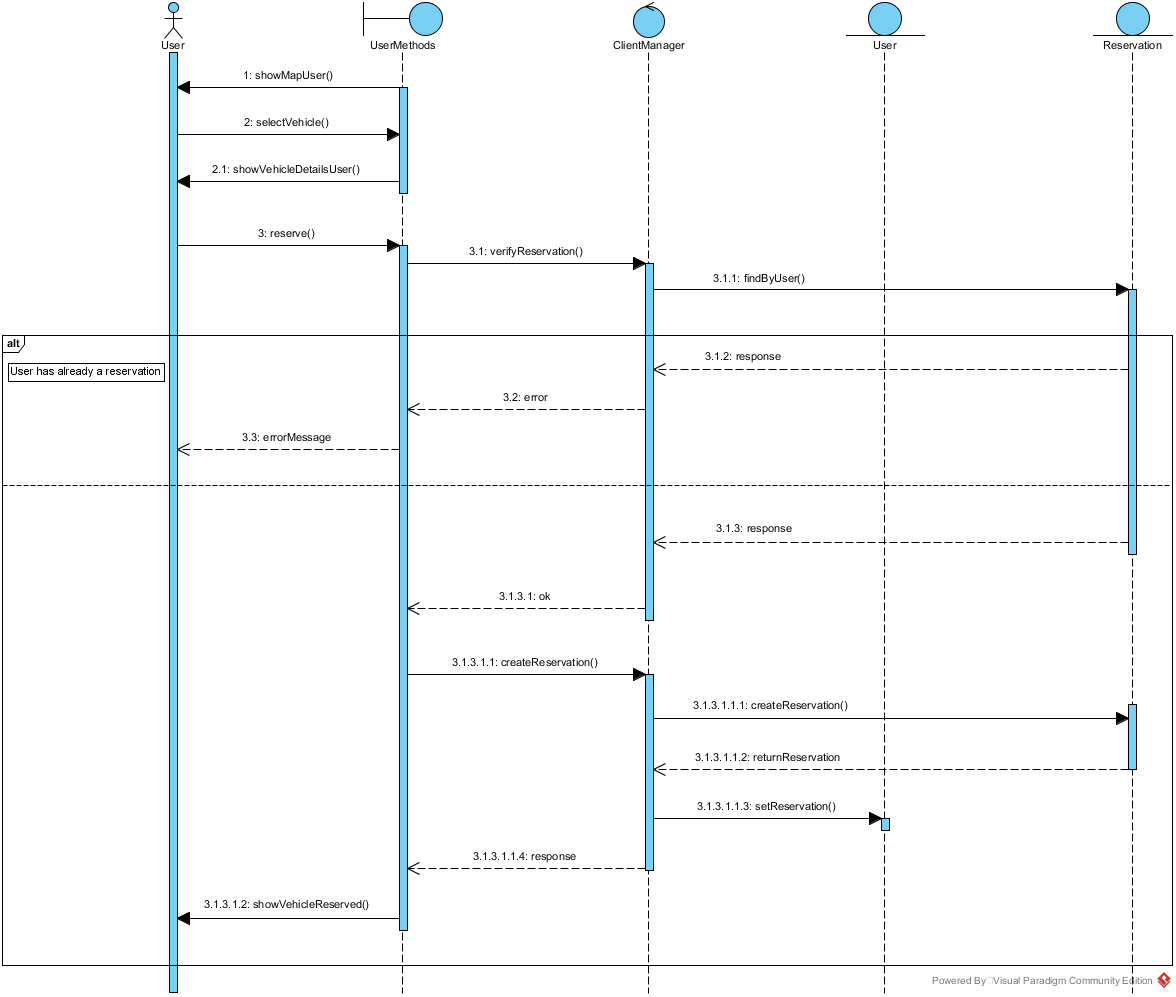 User
UserMethods
ClientManager
User
Reservation
1: showMapUser()
2: selectVehicle()
2.1: showVehicleDetailsUser()
3: reserve()
3.1: verifyReservation()
3.1.1: findByUser()
alt
User has already a reservation
3.1.2: response
3.2: error
3.3: errorMessage
3.1.3: response
3.1.3.1: ok
3.1.3.1.1: createReservation()
3.1.3.1.1.1: createReservation()
3.1.3.1.1.2: returnReservation
3.1.3.1.1.3: setReservation()
3.1.3.1.1.4: response
3.1.3.1.2: showVehicleReserved()
Powered By Visual Paradigm Community Edition